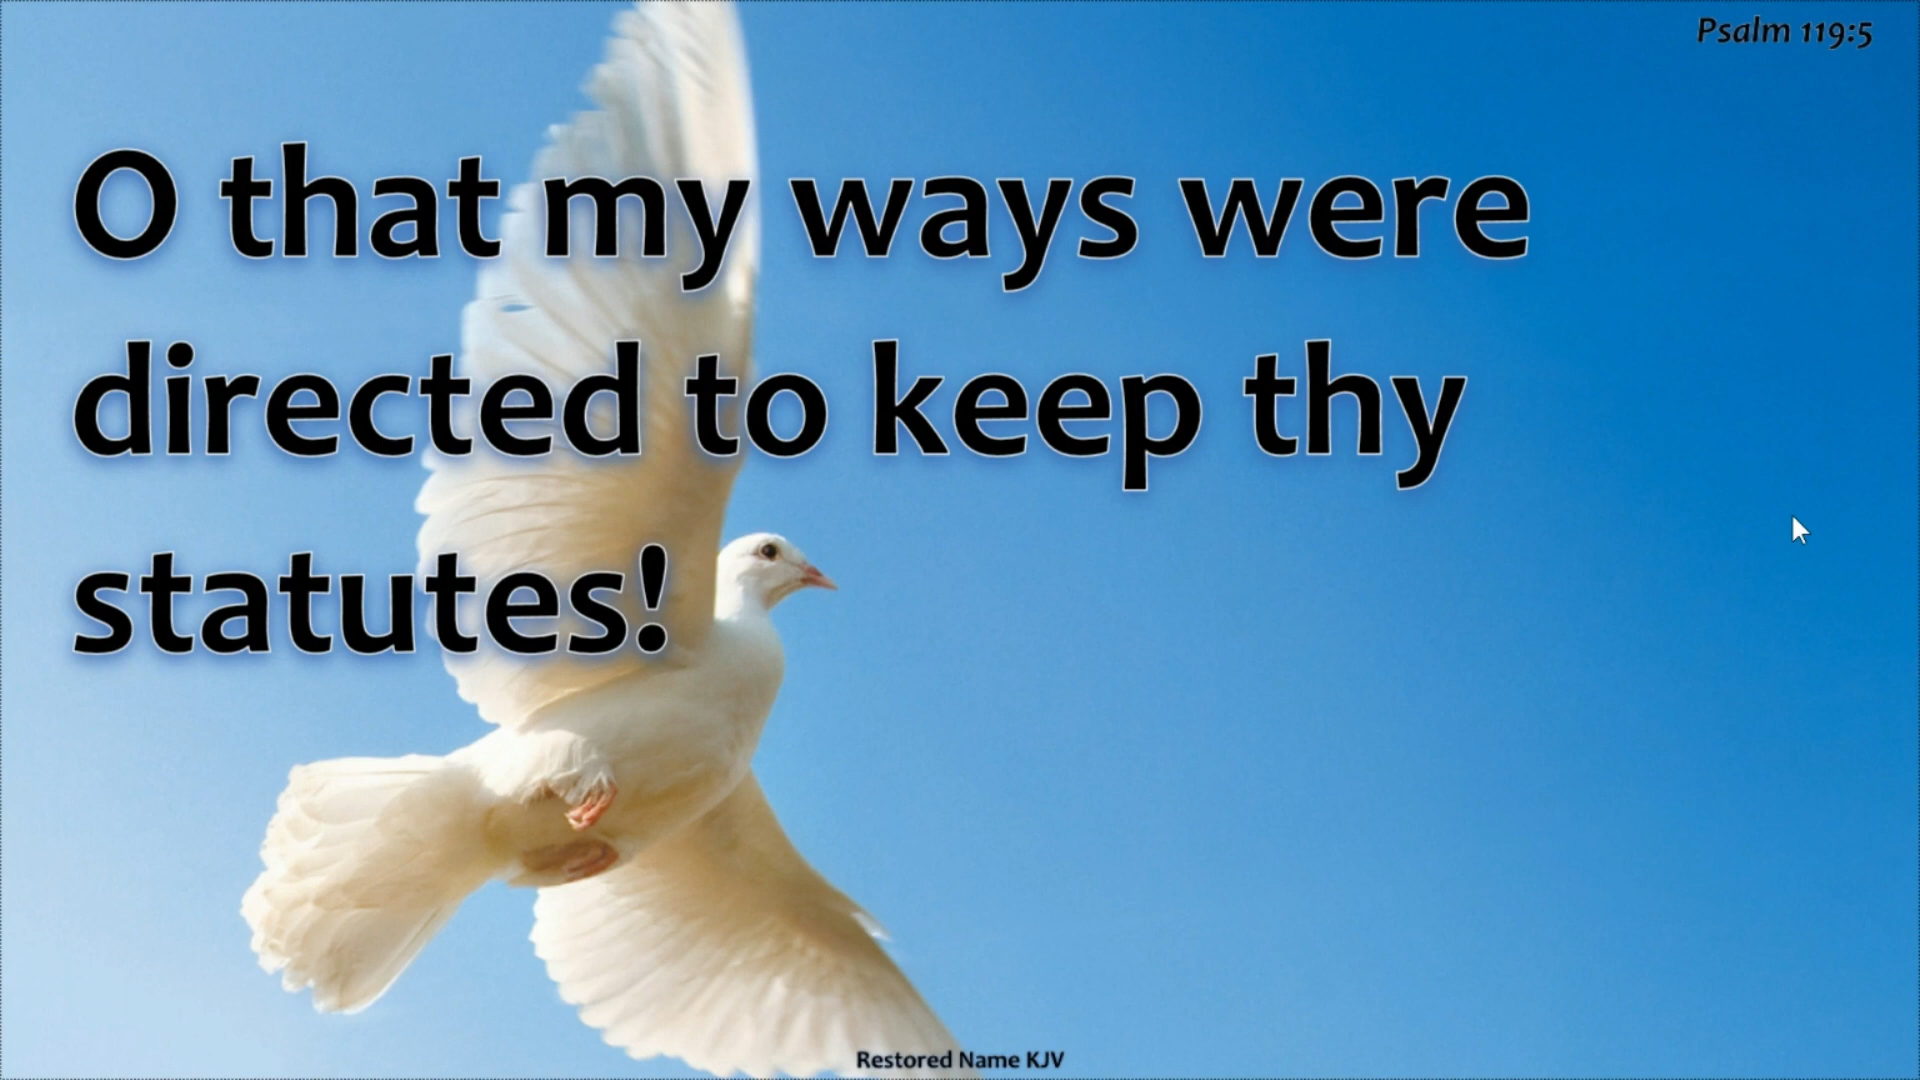 Psalm 119:5
O that my ways were
directed to keep thy
statutes!
Restored Name KJV